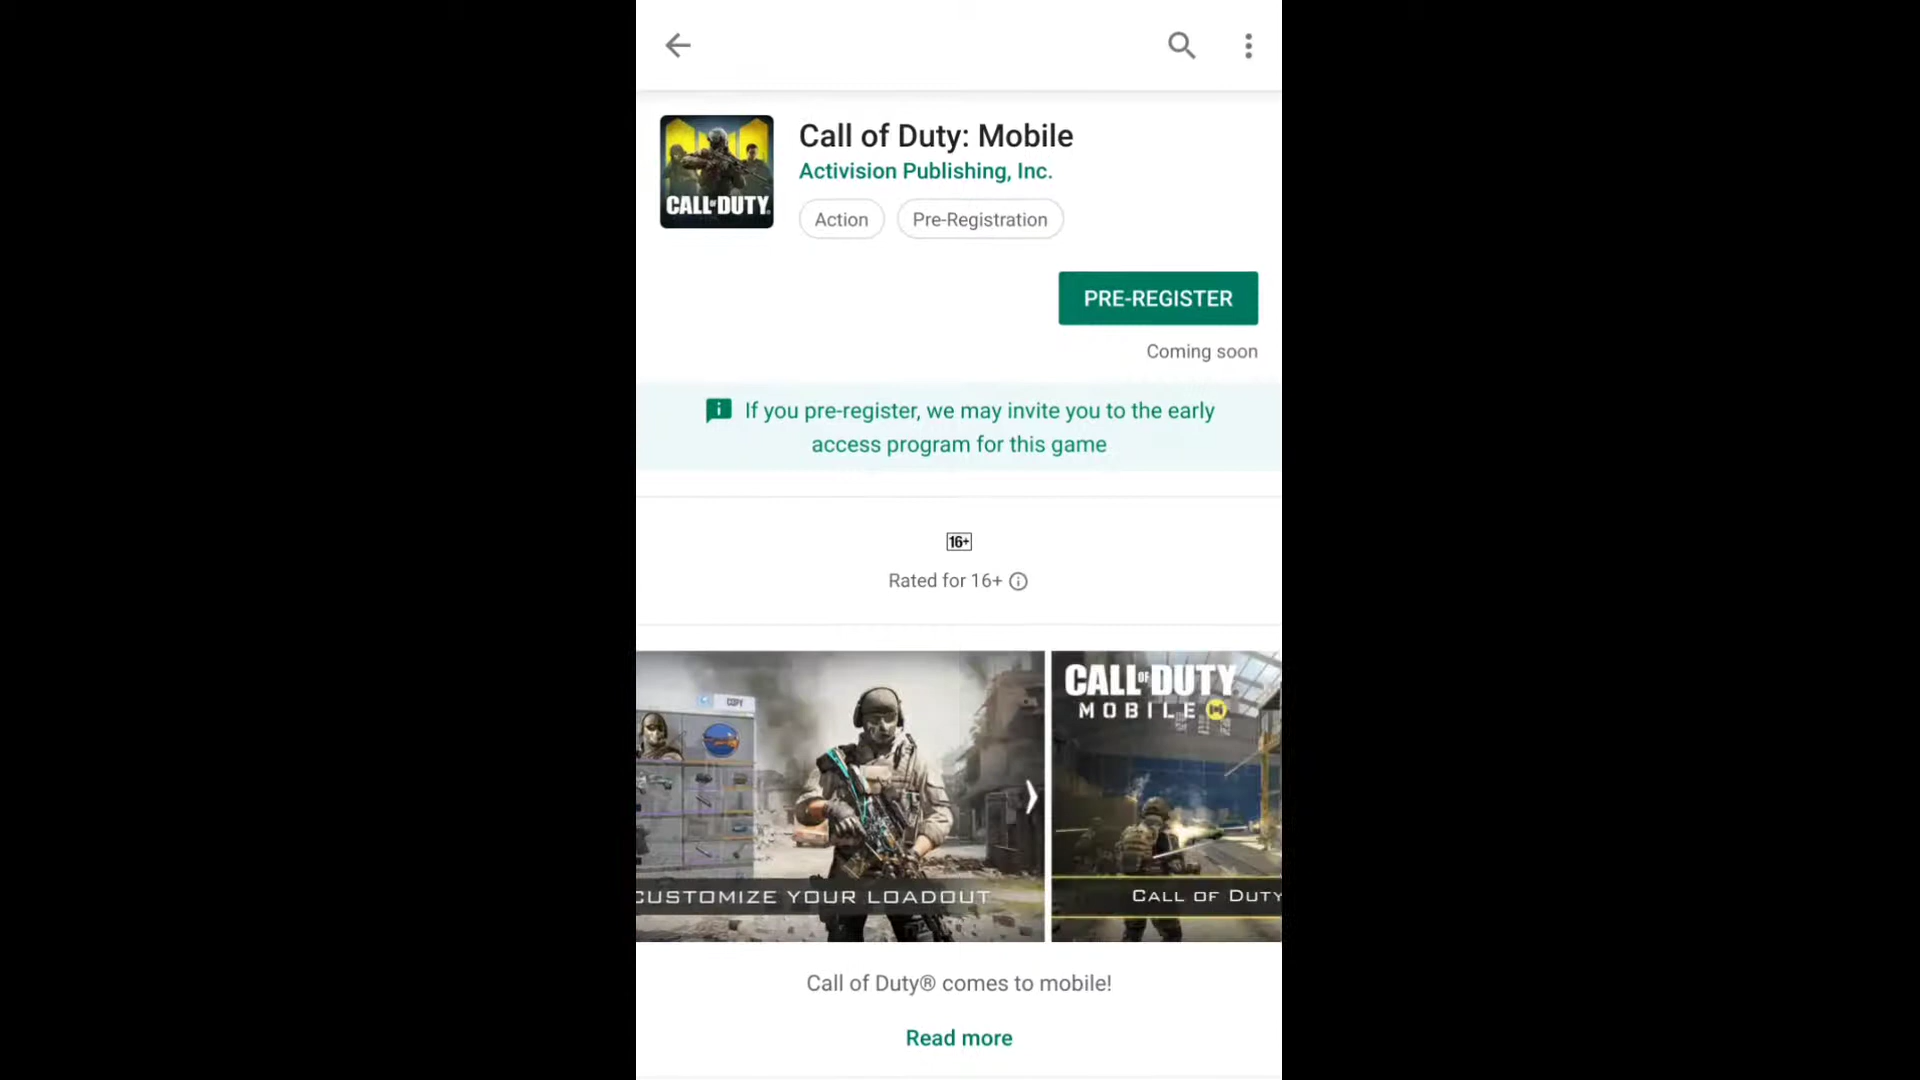 Call of Duty: Mobile
Activision Publishing, Inc.
CALL OF DUTY
Action
Pre-Registration
PRE-REGISTER
Coming soon
If you pre-register, we may invite you to the early
access program for this game
16+
Rated for 16+
COPY
CUSTOMIZE YOUR LOADOUT
CALL OF DUTY
MOBILE
CALL OF DUTY
Call of Duty® comes to mobile!
Read more